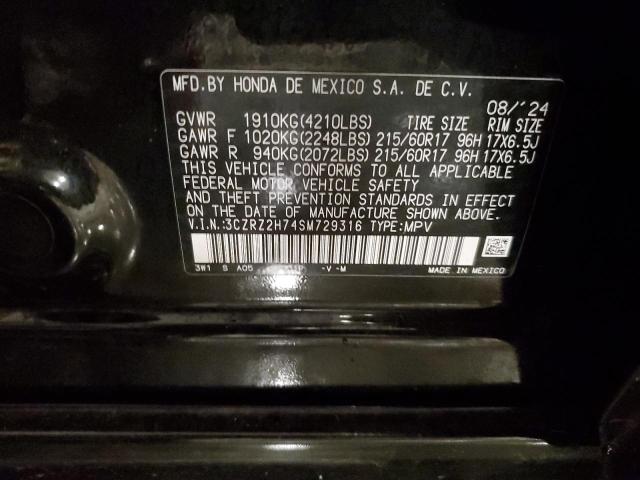 MFD.BY HONDA DE MEXICO S.A. DE C.V.
08/'24
GVWR 1910KG(4210LBS) TIRE SIZE RIM SIZE
GAWR F 1020KG(2248LBS) 215/60R17 96H 17X6.5J
GAWR R 940KG(2072LBS) 215/60R17 96H 17X6.5J
THIS VEHICLE CONFORMS TO ALL APPLICABLE
FEDERAL MOTOR VEHICLE SAFETY
AND THEFT PREVENTION STANDARDS IN EFFECT
ON THE DATE OF MANUFACTURE SHOWN ABOVE.
V.I.N.:3CZRZ2H74SM729316 TYPE:MPV
3W1 S A05 -V -M MADE IN MEXICO